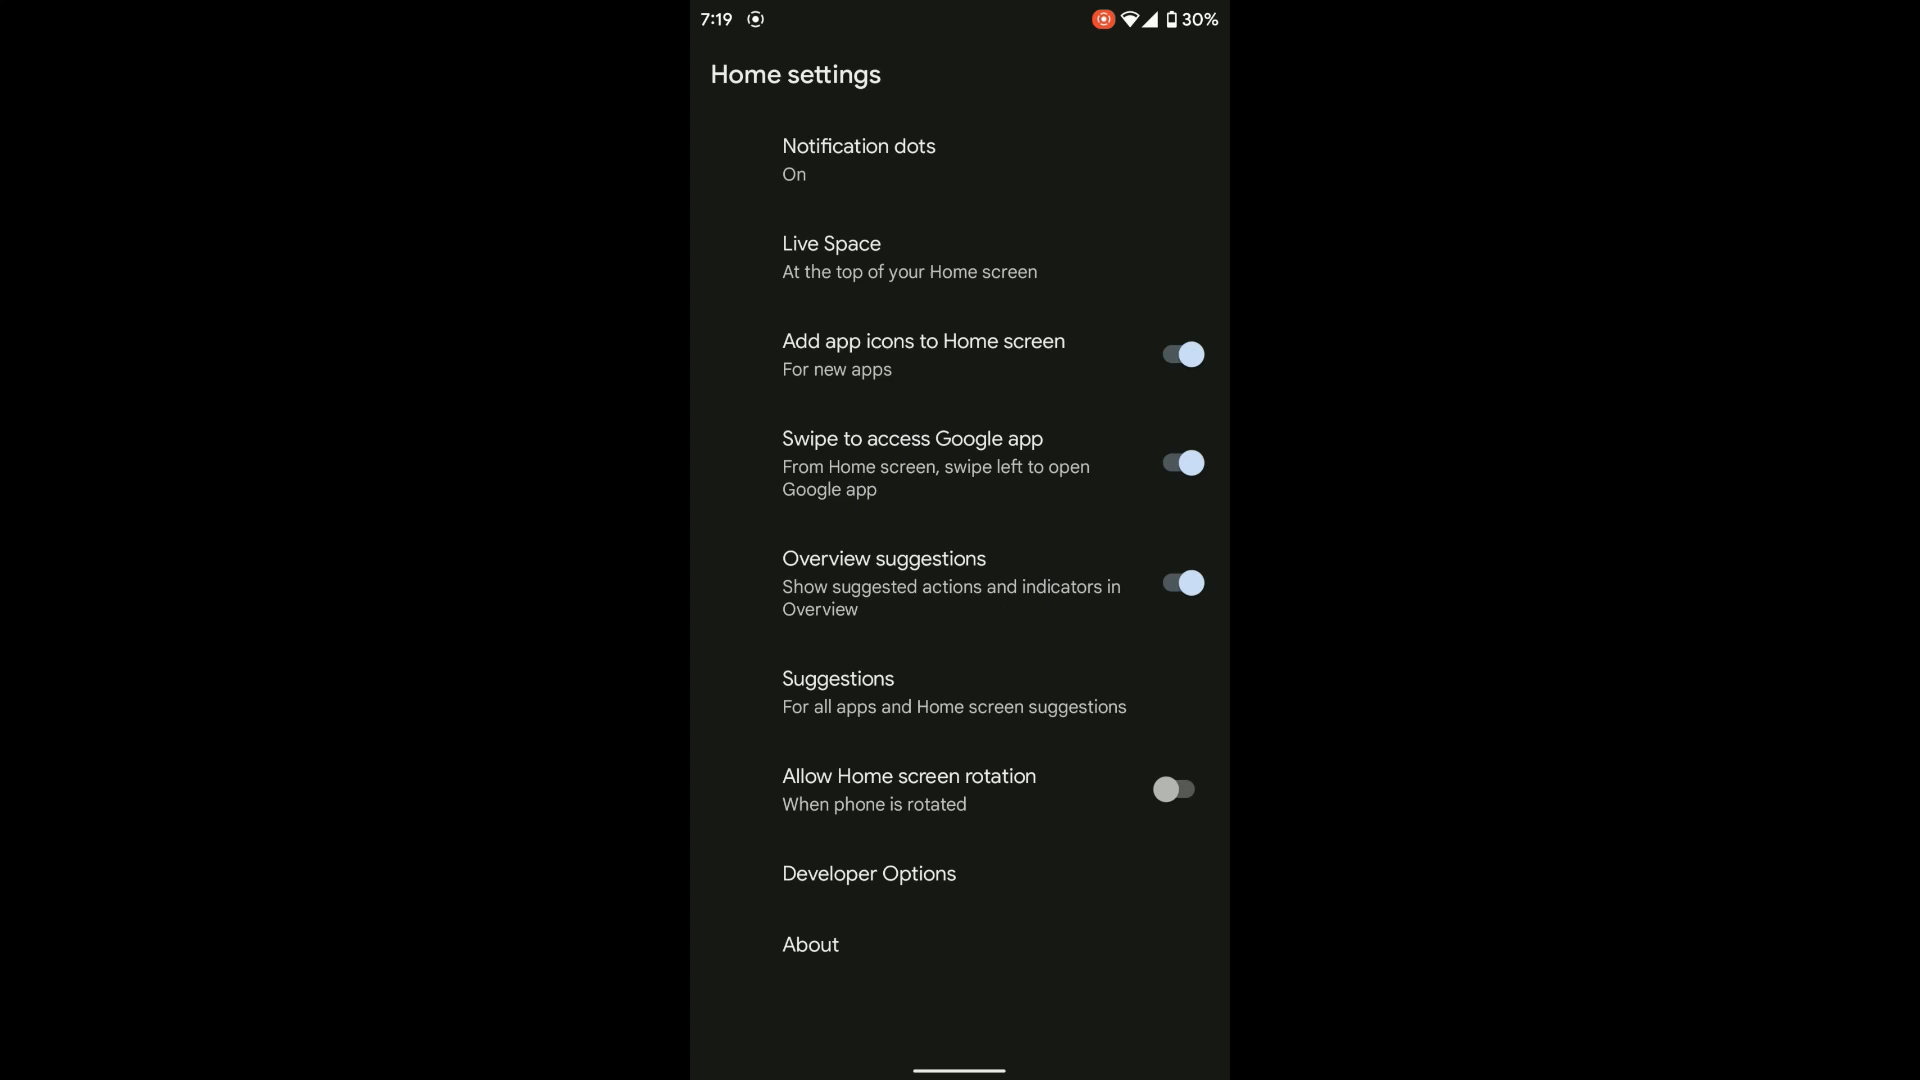 7:19
30%
Home settings
Notification dots
On
Live Space
At the top of your Home screen
Add app icons to Home screen
For new apps
Swipe to access Google app
From Home screen, swipe left to open
Google app
Overview suggestions
Show suggested actions and indicators in
Overview
Suggestions
For all apps and Home screen suggestions
Allow Home screen rotation
When phone is rotated
Developer Options
About